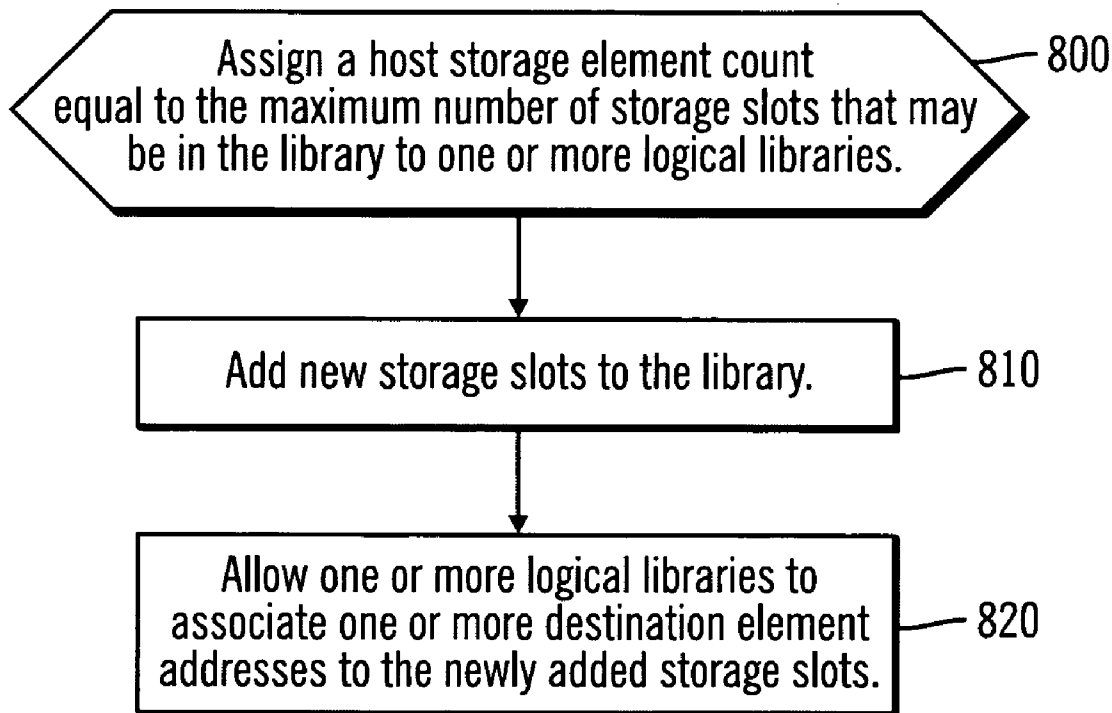 Assign a host storage element count
800
equal to the maximum number of storage slots that may
be in the library to one or more logical libraries.
Add new storage slots to the library.
810
Allow one or more logical libraries to
associate one or more destination element
820
addresses to the newly added storage slots.